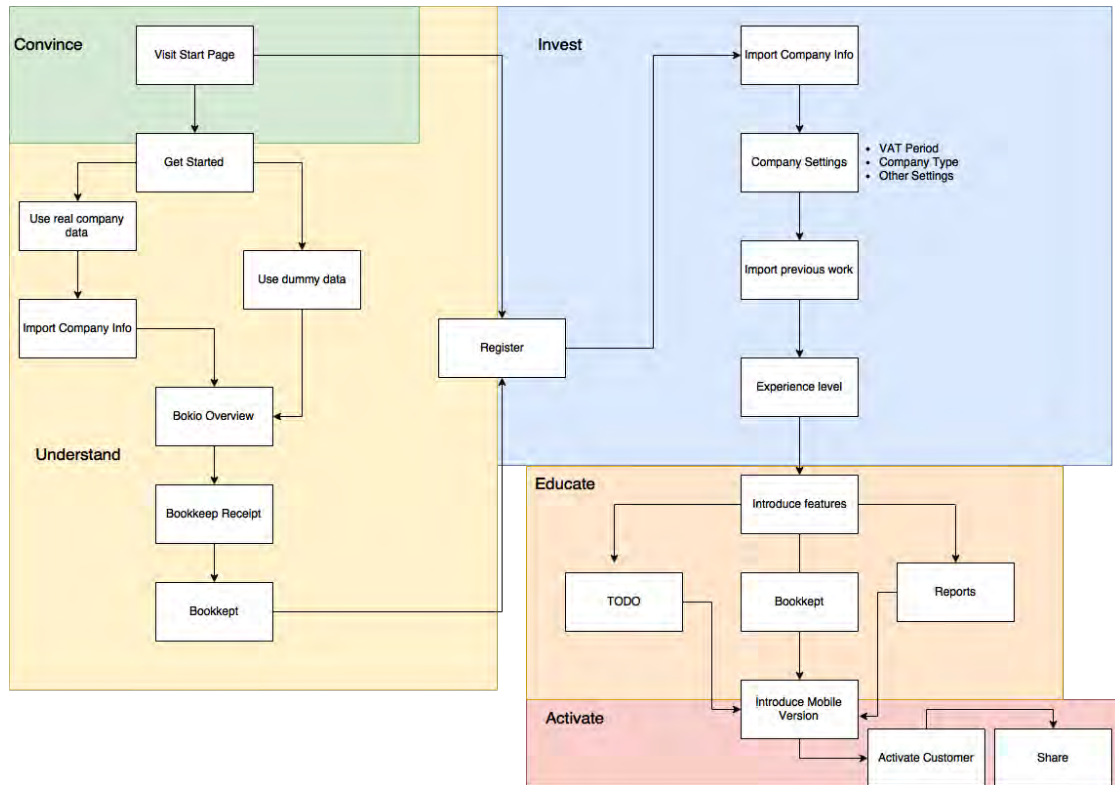 Convince
Visit Start Page
Get Started
Use real company
data
Use dummy data
Import Company Info
Bokio Overview
Understand
Bookkeep Receipt
Bookkept
Register
Invest
Import Company Info
Company Settings
• VAT Period
• Company Type
• Other Settings
Import previous work
Experience level
Educate
Introduce features
TODO
Bookkept
Reports
Introduce Mobile
Version
Activate
Activate Customer
Share